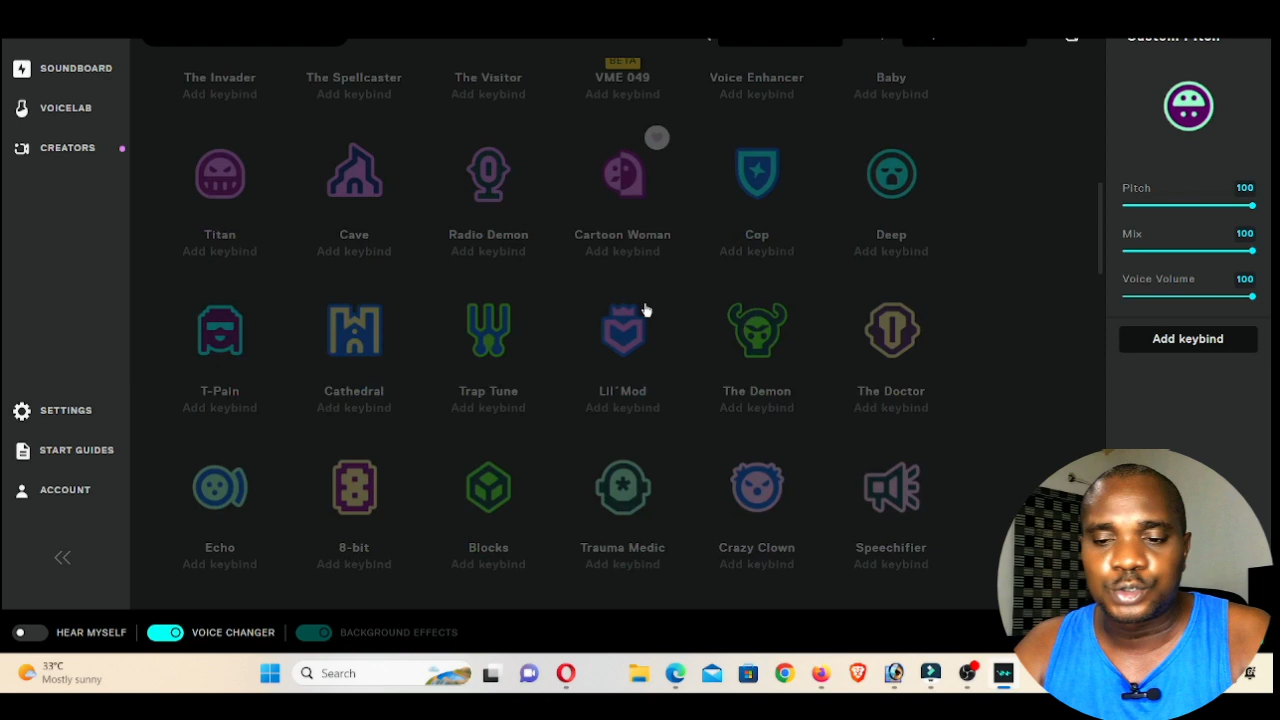 Custom Pitch
SOUNDBOARD
VOICELAB
CREATORS
BETA
The Invader The Spellcaster The Visitor VME 049 Voice Enhancer Baby
Add keybind Add keybind Add keybind Add keybind Add keybind Add keybind
Titan Cave Radio Demon Cartoon Woman Cop Deep
Add keybind Add keybind Add keybind Add keybind Add keybind Add keybind
T-Pain Cathedral Trap Tune Lil' Mod The Demon The Doctor
Add keybind Add keybind Add keybind Add keybind Add keybind Add keybind
Echo 8-bit Blocks Trauma Medic Crazy Clown Speechifier
Add keybind Add keybind Add keybind Add keybind Add keybind Add keybind
Pitch 100
Mix 100
Voice Volume 100
Add keybind
SETTINGS
START GUIDES
ACCOUNT
HEAR MYSELF VOICE CHANGER BACKGROUND EFFECTS
33°C
Mostly sunny
Search